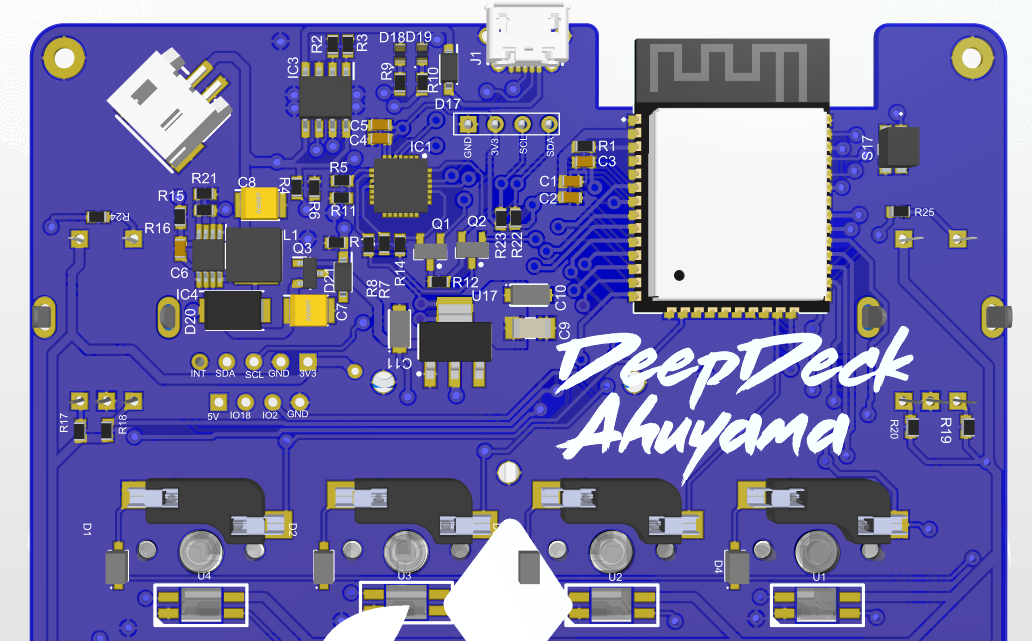 R2
R3
D18
D19
J1
IC3
R9
R10
D17
C5
C4
IC1
GND
3V3
SCL
SDA
R1
C3
S17
R21
C8
R4
R5
C1
R15
R6
R11
C2
R24
R16
L1
Q1
Q2
R23
R22
R25
Q3
R14
C6
D21
R12
R8
R7
U17
C10
IC4
D20
C7
C9
C11
DeepDeck
Ahuyama
INT
SDA
SCL
GND
3V3
5V
IO18
IO2
GND
R17
R18
R20
R19
D1
D2
D4
U4
U3
U2
U1